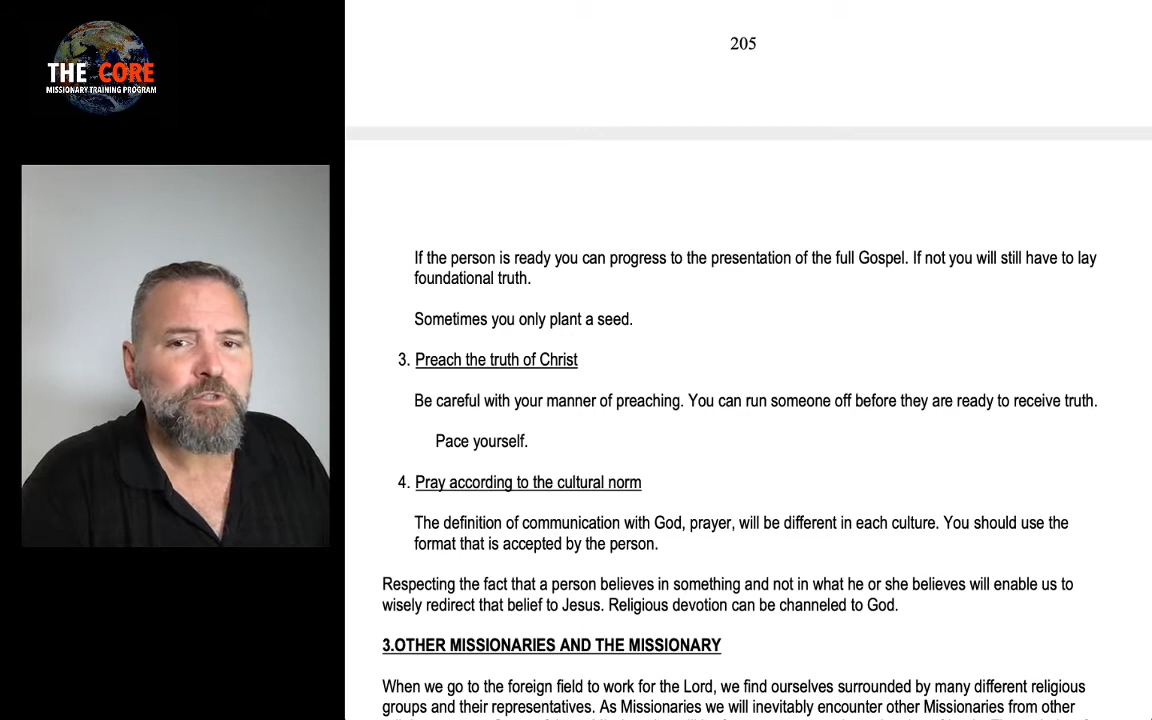 THE CORE
MISSIONARY TRAINING PROGRAM
205
If the person is ready you can progress to the presentation of the full Gospel. If not you will still have to lay
foundational truth.
Sometimes you only plant a seed.
3. Preach the truth of Christ
Be careful with your manner of preaching. You can run someone off before they are ready to receive truth.
Pace yourself.
4. Pray according to the cultural norm
The definition of communication with God, prayer, will be different in each culture. You should use the
format that is accepted by the person.
Respecting the fact that a person believes in something and not in what he or she believes will enable us to
wisely redirect that belief to Jesus. Religious devotion can be channeled to God.
3.OTHER MISSIONARIES AND THE MISSIONARY
When we go to the foreign field to work for the Lord, we find ourselves surrounded by many different religious
groups and their representatives. As Missionaries we will inevitably encounter other Missionaries from other